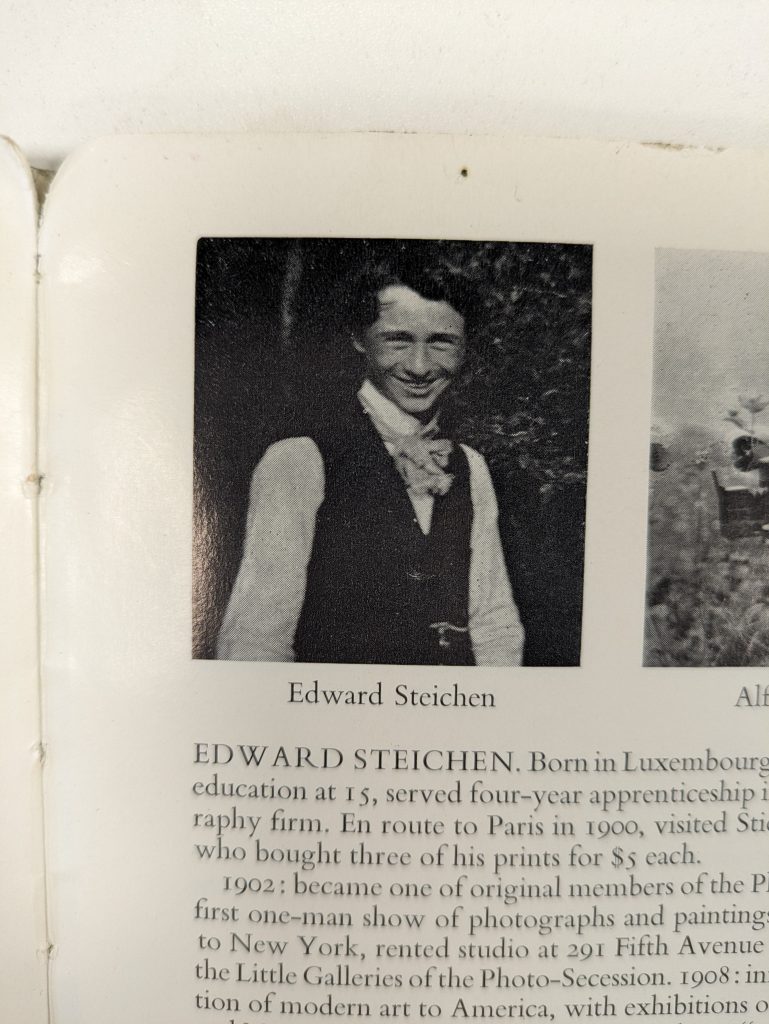 Edward Steichen
Alf
EDWARD STEICHEN. Born in Luxembourg
education at 15, served four-year apprenticeship i
raphy firm. En route to Paris in 1900, visited Stie
who bought three of his prints for $5 each.
1902: became one of original members of the Ph
first one-man show of photographs and paintings
to New York, rented studio at 291 Fifth Avenue
the Little Galleries of the Photo-Secession. 1908: in
tion of modern art to America, with exhibitions o